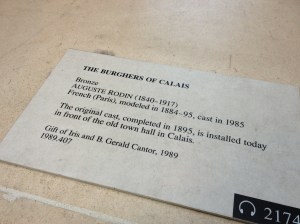 THE BURGHERS OF CALAIS
Bronze
AUGUSTE RODIN (1840–1917)
French (Paris), modeled in 1884–95, cast in 1985
The original cast, completed in 1895, is installed today
in front of the old town hall in Calais.
Gift of Iris and B. Gerald Cantor, 1989
1989.407
2174